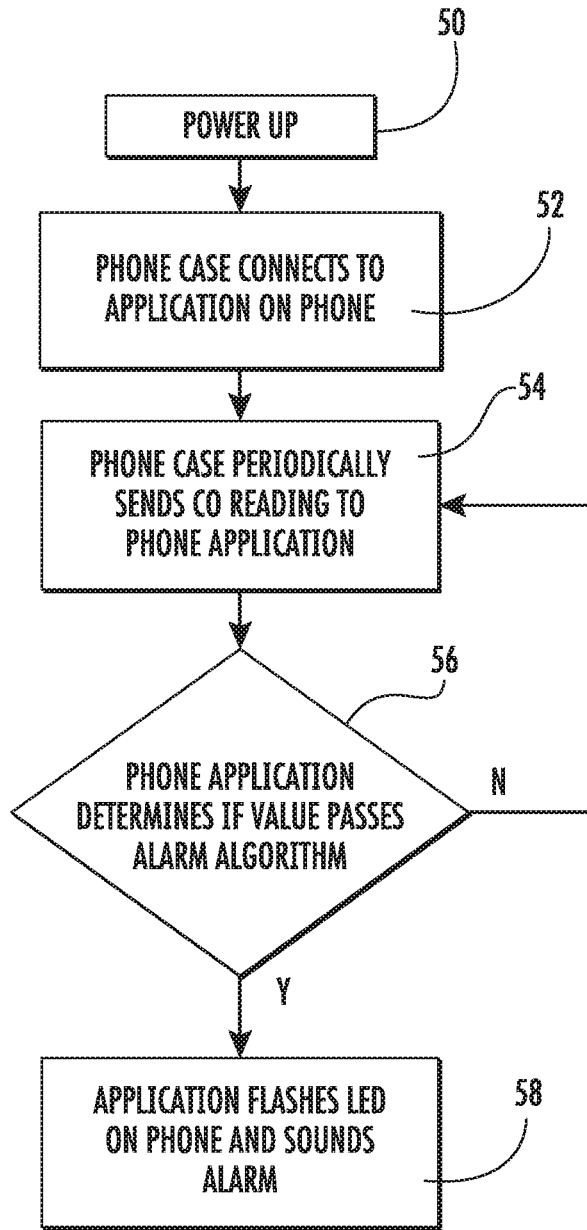 50
POWER UP
52
PHONE CASE CONNECTS TO
APPLICATION ON PHONE
54
PHONE CASE PERIODICALLY
SENDS CO READING TO
PHONE APPLICATION
56
PHONE APPLICATION
DETERMINES IF VALUE PASSES
ALARM ALGORITHM
N
Y
58
APPLICATION FLASHES LED
ON PHONE AND SOUNDS
ALARM